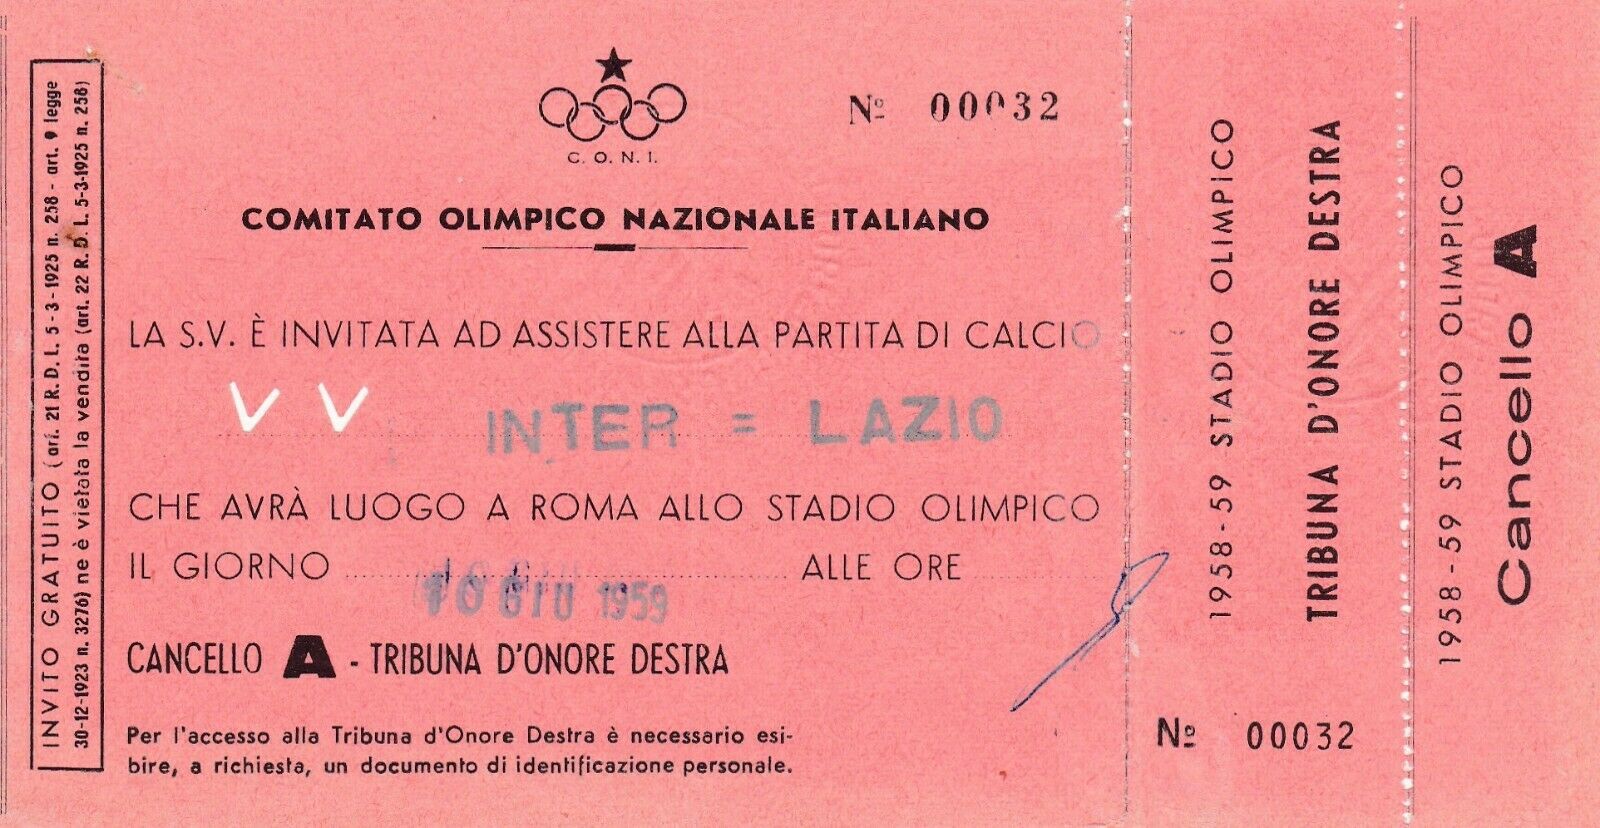 INVITO GRATUITO (ari. 21 R. D. L. 5-3-1925 n. 258 - art. 9 legge
30-12-1923 n. 3276) ne è vietata la vendita (art. 22 R. D. L. 5-3-1925 n. 258)
C. O. N. I.
Nº 00032
COMITATO OLIMPICO NAZIONALE ITALIANO
LA S.V. È INVITATA AD ASSISTERE ALLA PARTITA DI CALCIO
INTER = LAZIO
CHE AVRÀ LUOGO A ROMA ALLO STADIO OLIMPICO
IL GIORNO 10 GIU 1959 ALLE ORE
CANCELLO A - TRIBUNA D'ONORE DESTRA
Per l'accesso alla Tribuna d'Onore Destra è necessario esi-
bire, a richiesta, un documento di identificazione personale.
1958-59 STADIO OLIMPICO
TRIBUNA D'ONORE DESTRA
Nº 00032
1958-59 STADIO OLIMPICO
Cancello A